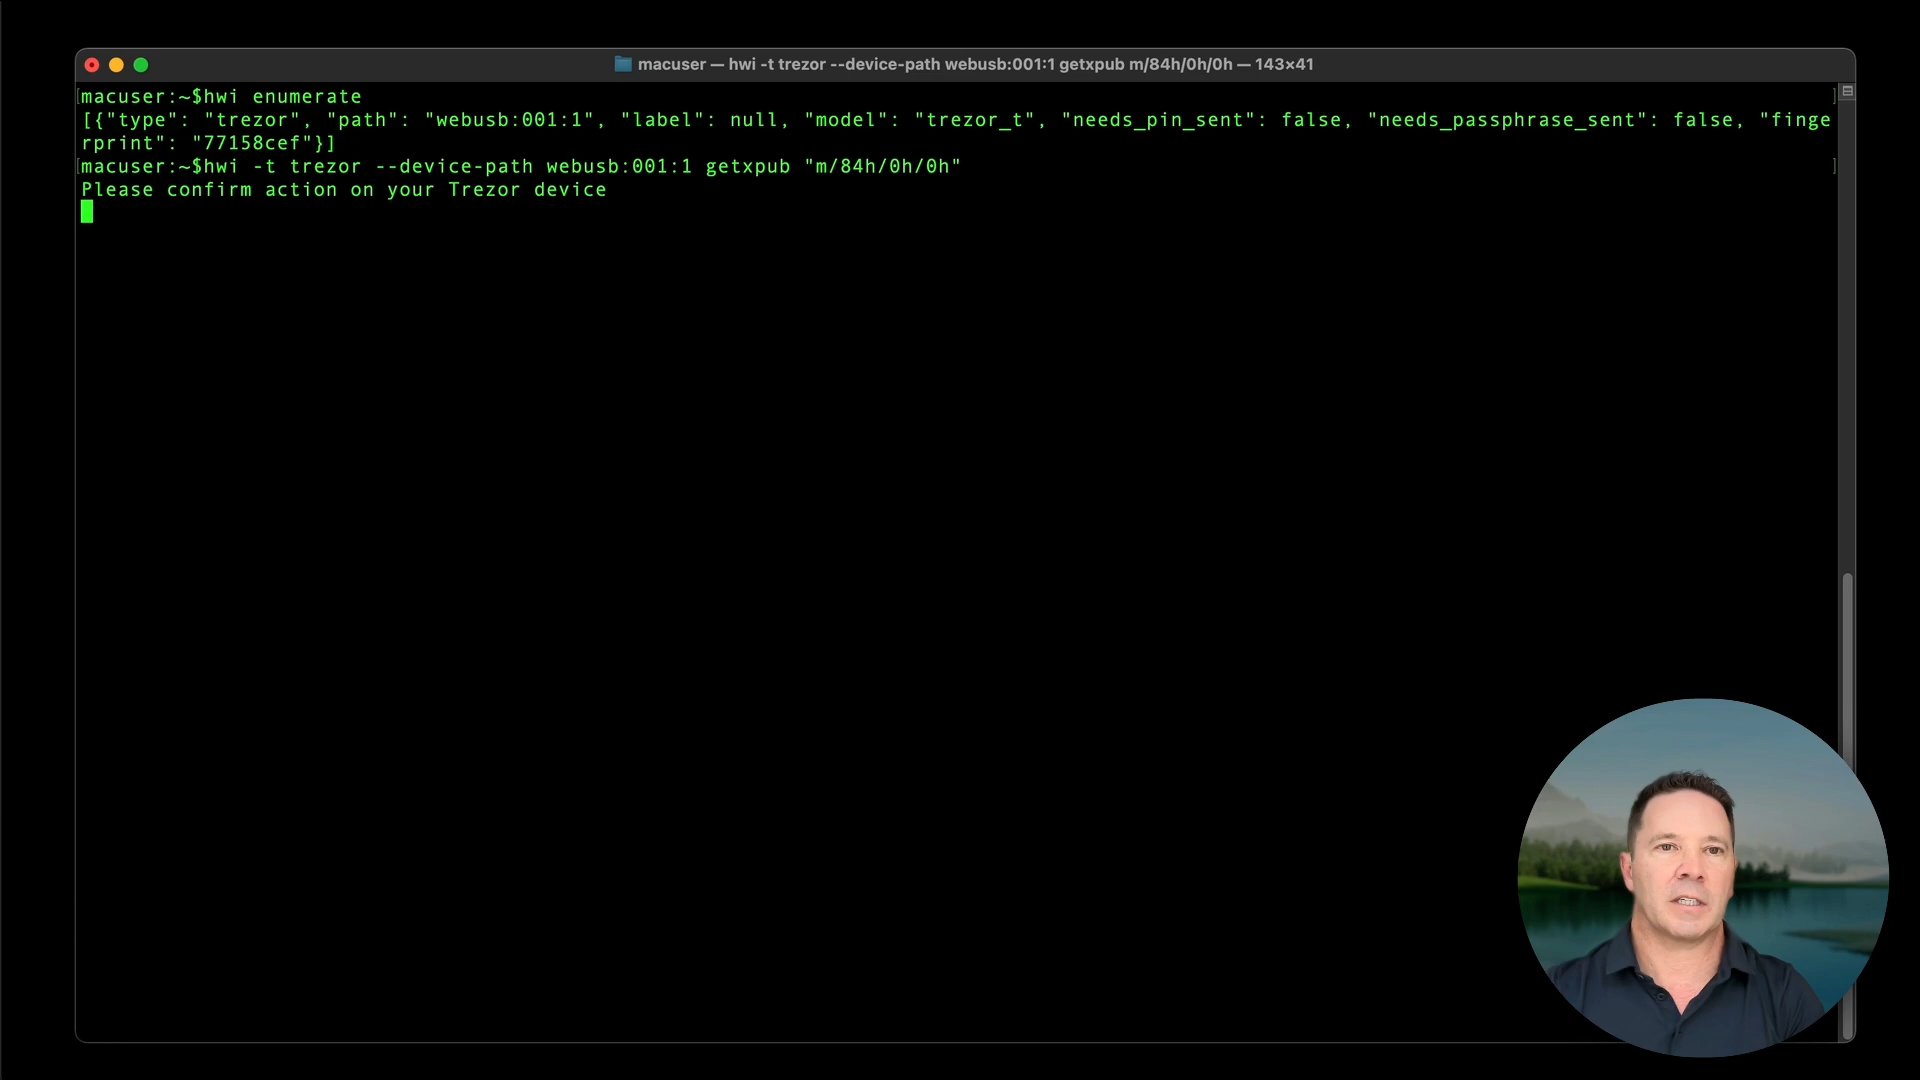 macuser — hwi -t trezor --device-path webusb:001:1 getxpub m/84h/0h/0h — 143×41
[macuser:~$hwi enumerate ]
[{"type": "trezor", "path": "webusb:001:1", "label": null, "model": "trezor_t", "needs_pin_sent": false, "needs_passphrase_sent": false, "finge
rprint": "77158cef"}]
[macuser:~$hwi -t trezor --device-path webusb:001:1 getxpub "m/84h/0h/0h" ]
Please confirm action on your Trezor device